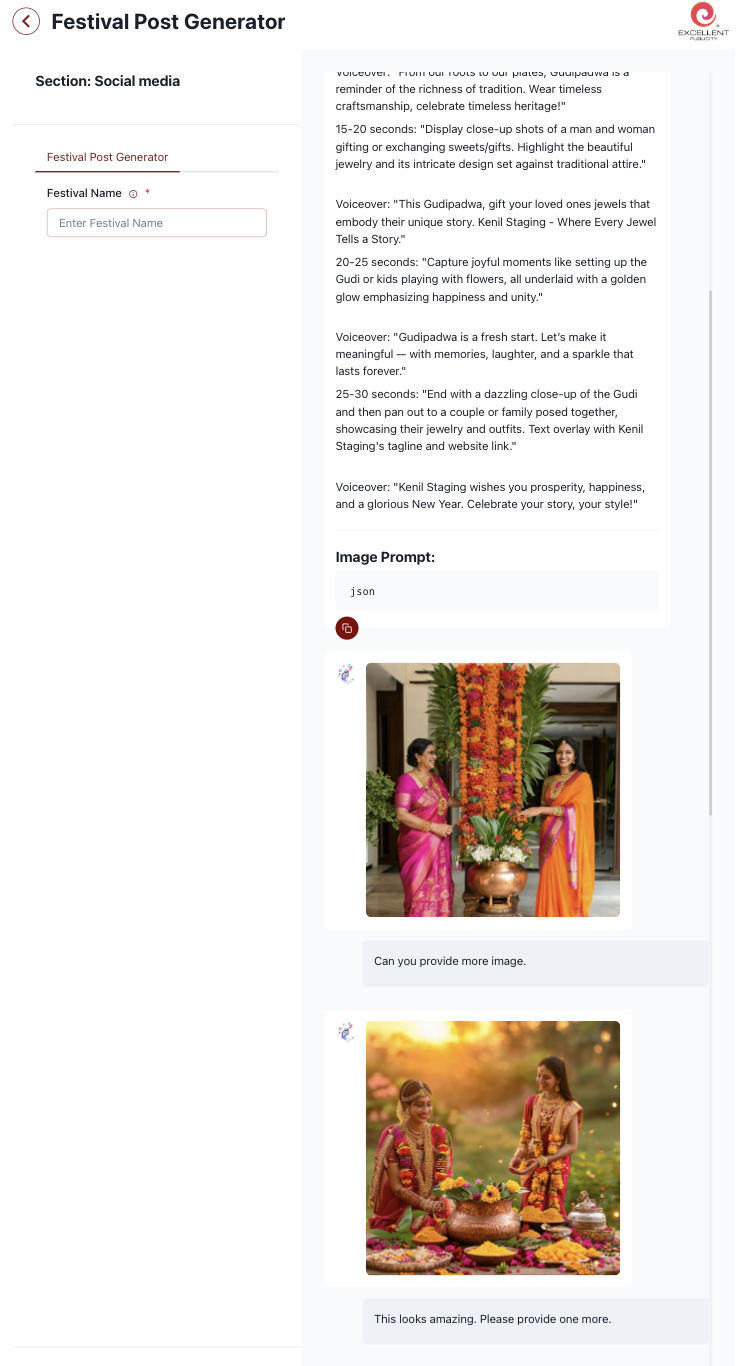 Festival Post Generator
EXCELLENT
PUBLICITY
Section: Social media
Festival Post Generator
Festival Name *
Enter Festival Name
Voiceover: "From our roots to our plates, Gudipadwa is a
reminder of the richness of tradition. Wear timeless
craftsmanship, celebrate timeless heritage!"
15-20 seconds: "Display close-up shots of a man and woman
gifting or exchanging sweets/gifts. Highlight the beautiful
jewelry and its intricate design set against traditional attire."
Voiceover: "This Gudipadwa, gift your loved ones jewels that
embody their unique story. Kenil Staging - Where Every Jewel
Tells a Story."
20-25 seconds: "Capture joyful moments like setting up the
Gudi or kids playing with flowers, all underlaid with a golden
glow emphasizing happiness and unity."
Voiceover: "Gudipadwa is a fresh start. Let's make it
meaningful — with memories, laughter, and a sparkle that
lasts forever."
25-30 seconds: "End with a dazzling close-up of the Gudi
and then pan out to a couple or family posed together,
showcasing their jewelry and outfits. Text overlay with Kenil
Staging's tagline and website link."
Voiceover: "Kenil Staging wishes you prosperity, happiness,
and a glorious New Year. Celebrate your story, your style!"
Image Prompt:
json
Can you provide more image.
This looks amazing. Please provide one more.